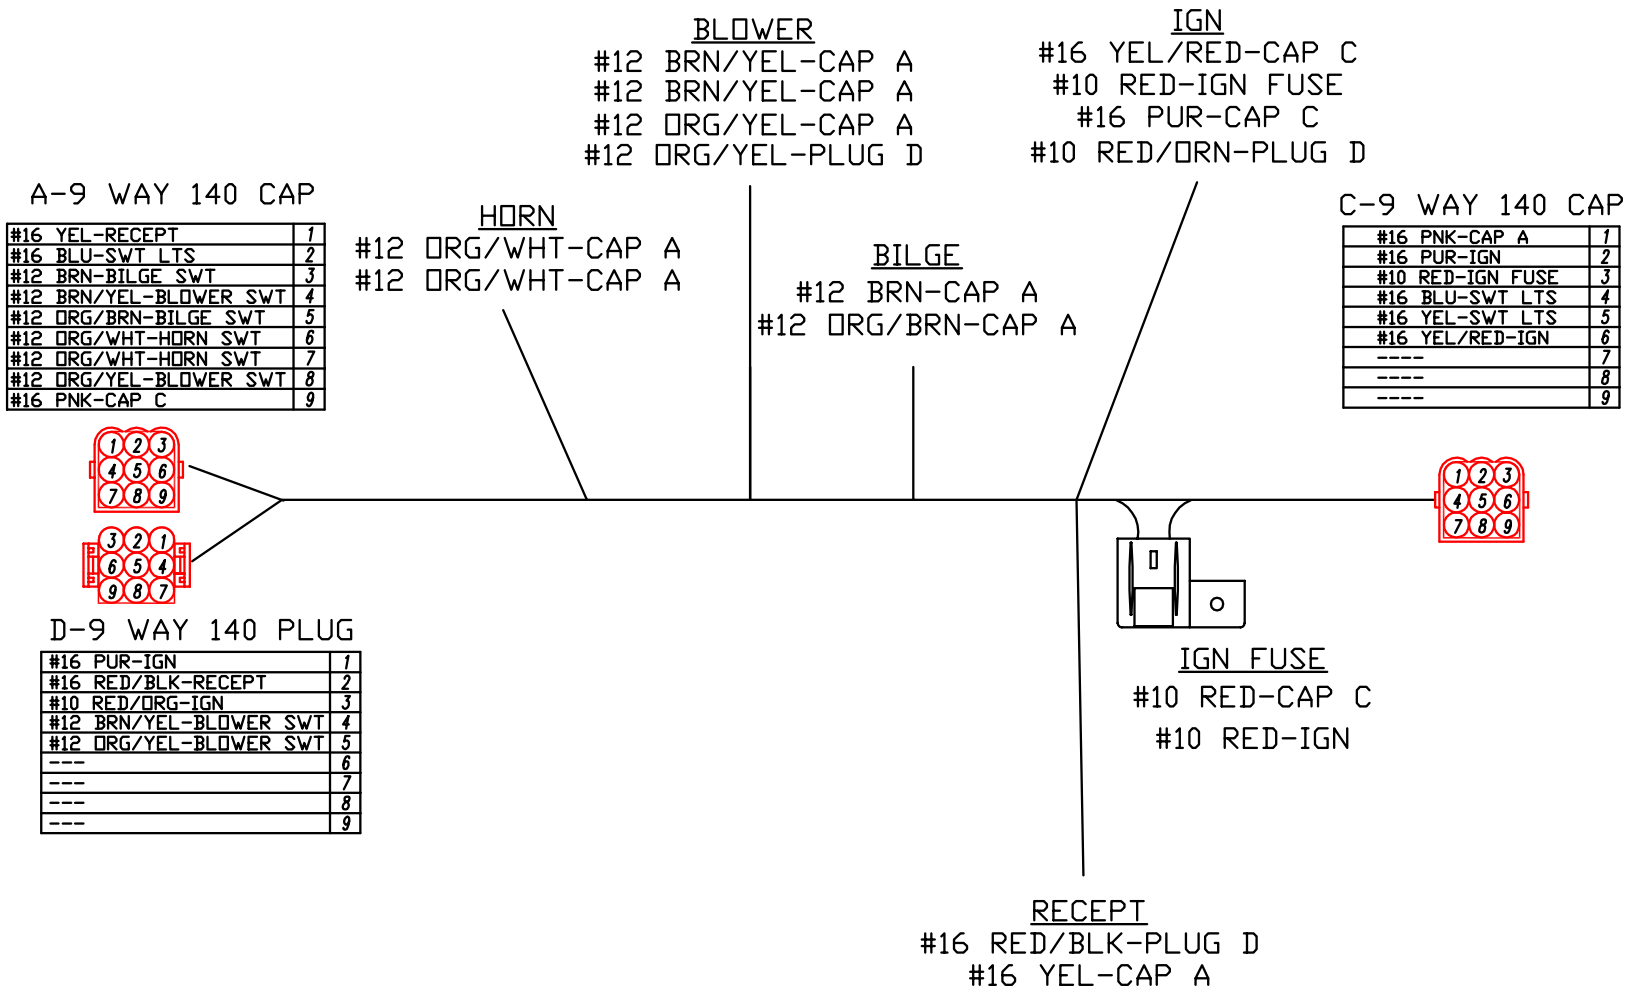 BLOWER
#12 BRN/YEL-CAP A
#12 BRN/YEL-CAP A
#12 ORG/YEL-CAP A
#12 ORG/YEL-PLUG D
IGN
#16 YEL/RED-CAP C
#10 RED-IGN FUSE
#16 PUR-CAP C
#10 RED/ORN-PLUG D
A-9 WAY 140 CAP
#16 YEL-RECEPT 1
#16 BLU-SWT LTS 2
#12 BRN-BILGE SWT 3
#12 BRN/YEL-BLOWER SWT 4
#12 ORG/BRN-BILGE SWT 5
#12 ORG/WHT-HORN SWT 6
#12 ORG/WHT-HORN SWT 7
#12 ORG/YEL-BLOWER SWT 8
#16 PNK-CAP C 9
HORN
#12 ORG/WHT-CAP A
#12 ORG/WHT-CAP A
BILGE
#12 BRN-CAP A
#12 ORG/BRN-CAP A
C-9 WAY 140 CAP
#16 PNK-CAP A 1
#16 PUR-IGN 2
#10 RED-IGN FUSE 3
#16 BLU-SWT LTS 4
#16 YEL-SWT LTS 5
#16 YEL/RED-IGN 6
---- 7
---- 8
---- 9
1 2 3
4 5 6
7 8 9
3 2 1
6 5 4
9 8 7
1 2 3
4 5 6
7 8 9
D-9 WAY 140 PLUG
#16 PUR-IGN 1
#16 RED/BLK-RECEPT 2
#10 RED/ORG-IGN 3
#12 BRN/YEL-BLOWER SWT 4
#12 ORG/YEL-BLOWER SWT 5
--- 6
--- 7
--- 8
--- 9
IGN FUSE
#10 RED-CAP C
#10 RED-IGN
RECEPT
#16 RED/BLK-PLUG D
#16 YEL-CAP A